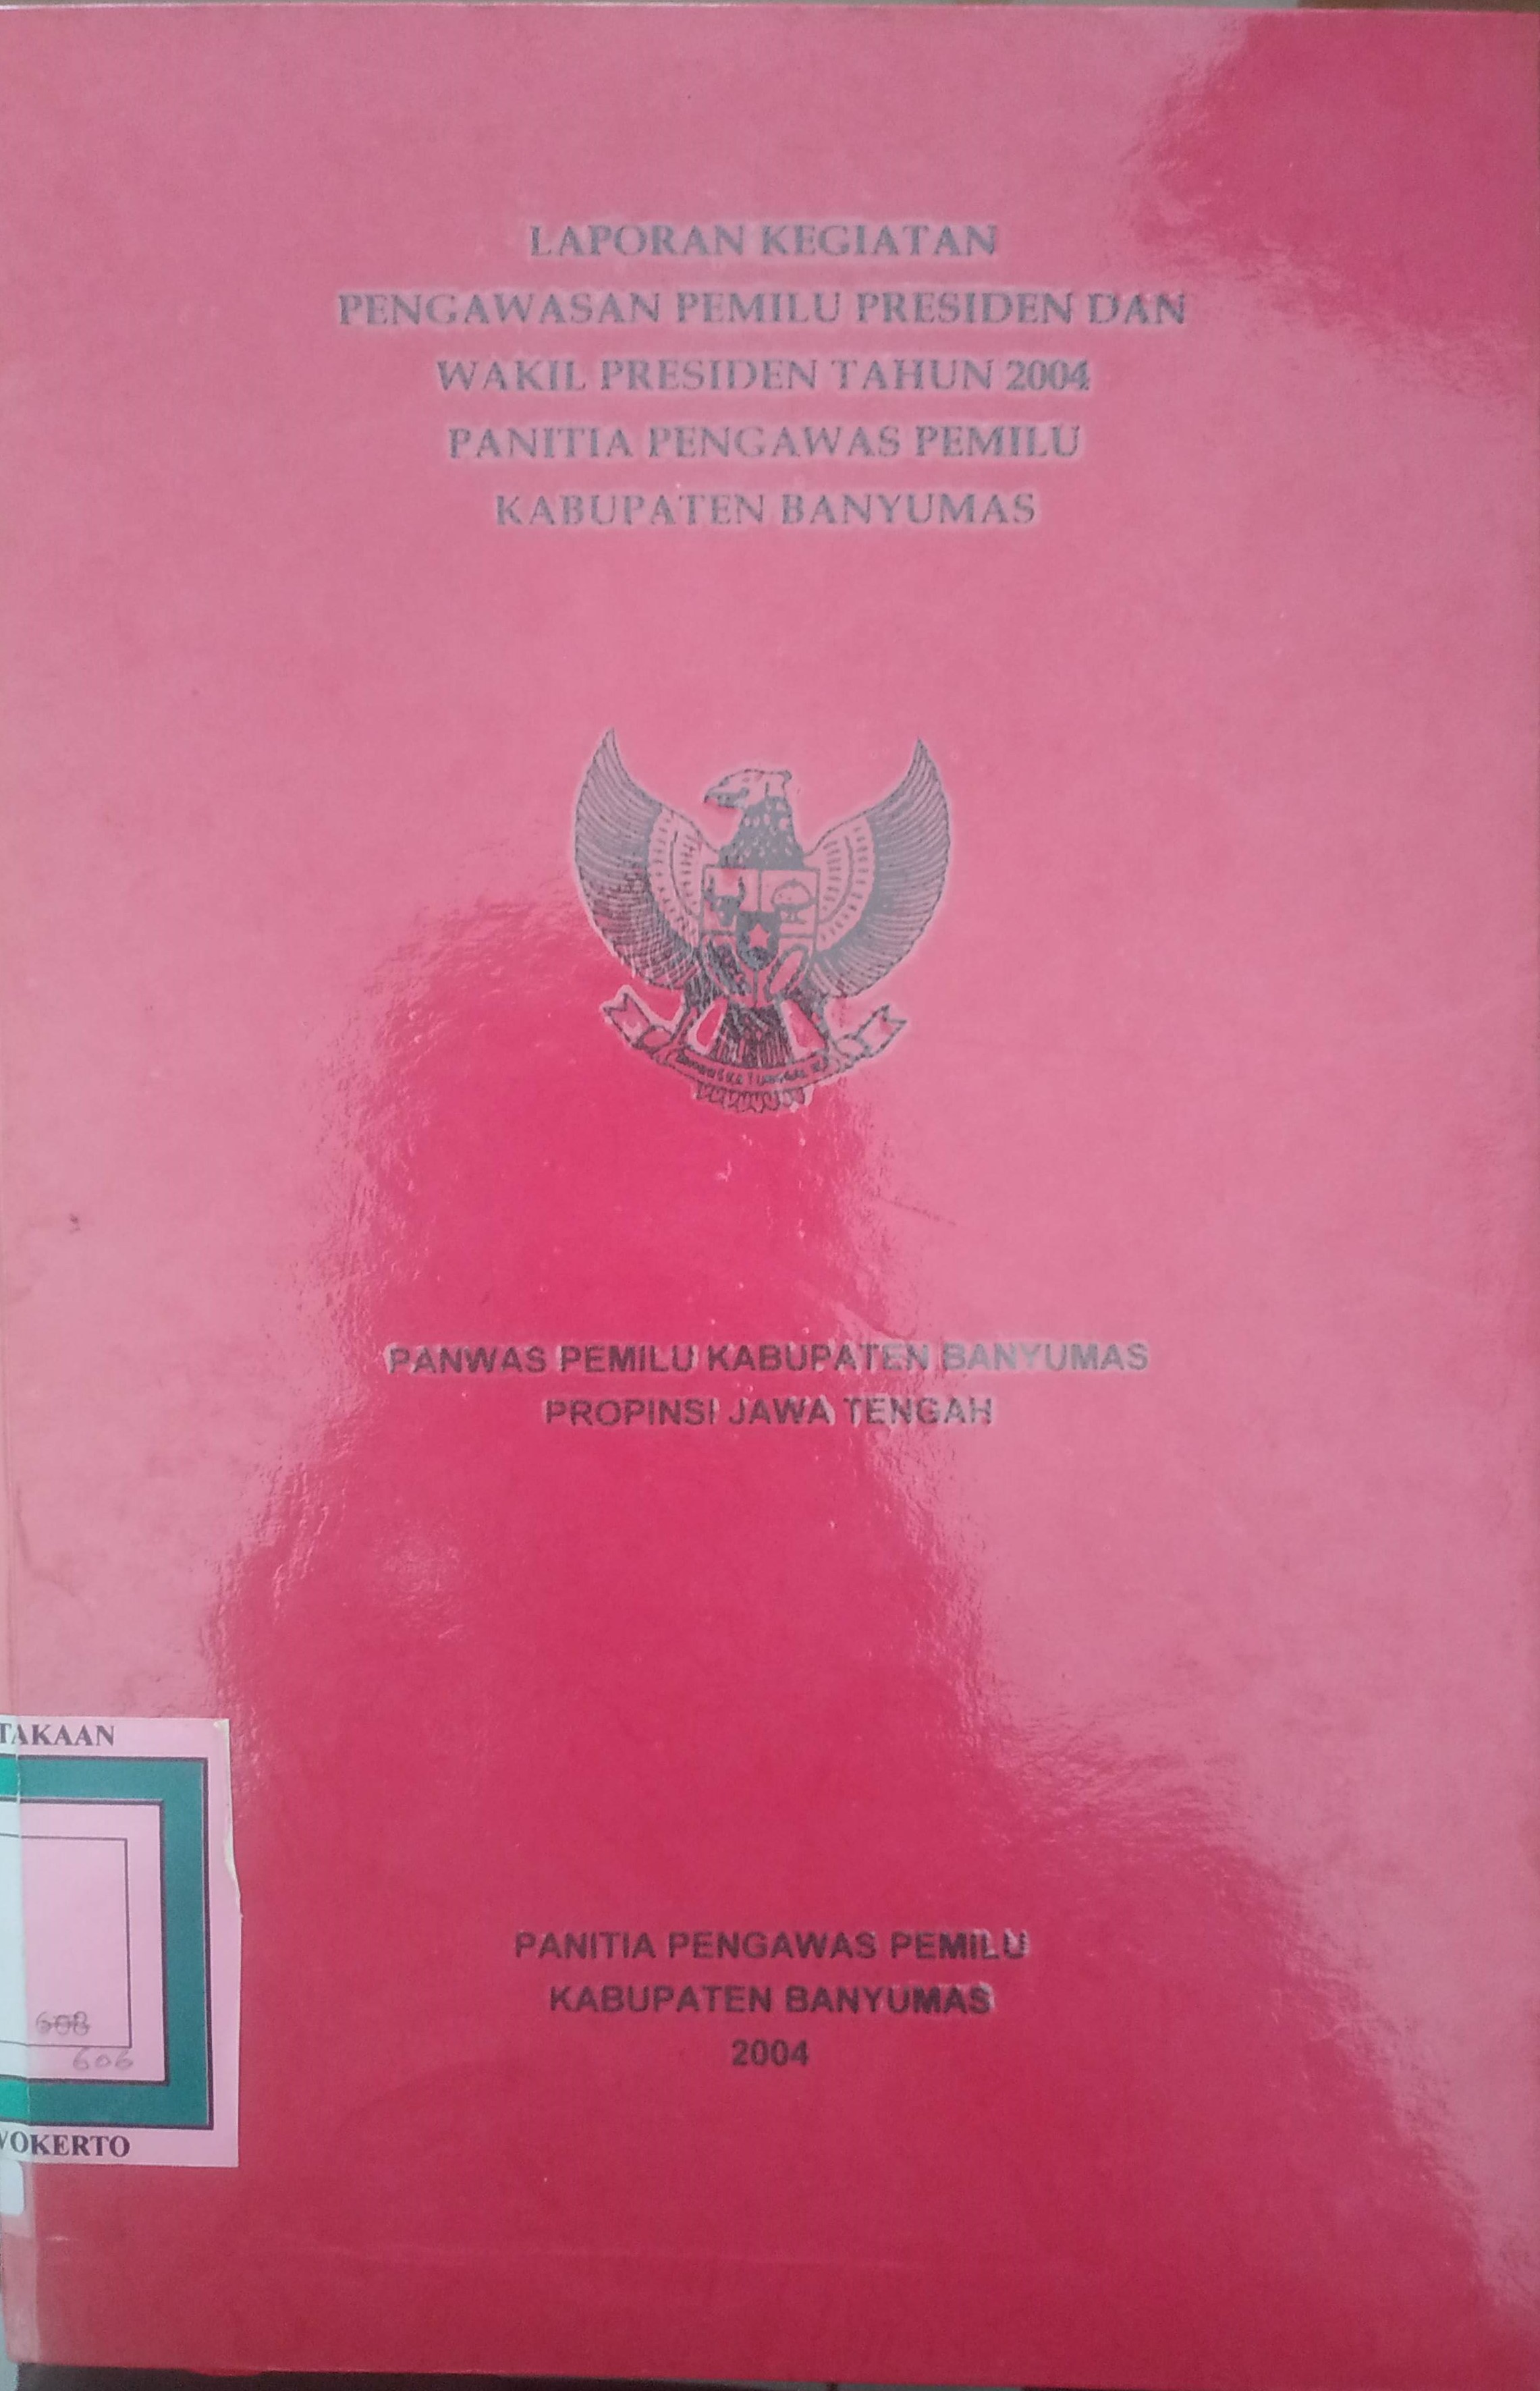 LAPORAN KEGIATAN
PENGAWASAN PEMILU PRESIDEN DAN
WAKIL PRESIDEN TAHUN 2004
PANITIA PENGAWAS PEMILU
KABUPATEN BANYUMAS
PANWAS PEMILU KABUPATEN BANYUMAS
PROPINSI JAWA TENGAH
TAKAAN
608
606
WOKERTO
PANITIA PENGAWAS PEMILU
KABUPATEN BANYUMAS
2004